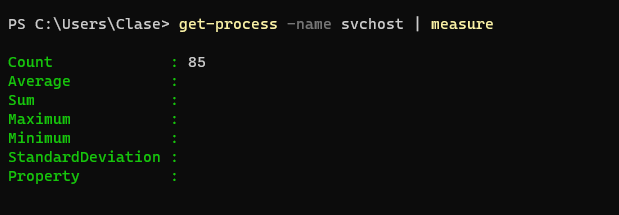 PS C:\Users\Clase> get-process -name svchost | measure
Count             : 85
Average           :
Sum               :
Maximum           :
Minimum           :
StandardDeviation :
Property          :